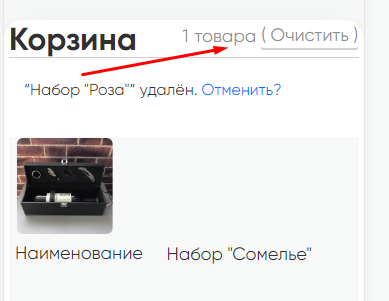 Корзина 1 товара ( Очистить )
“Набор "Роза"” удалён. Отменить?
Наименование Набор "Сомелье"